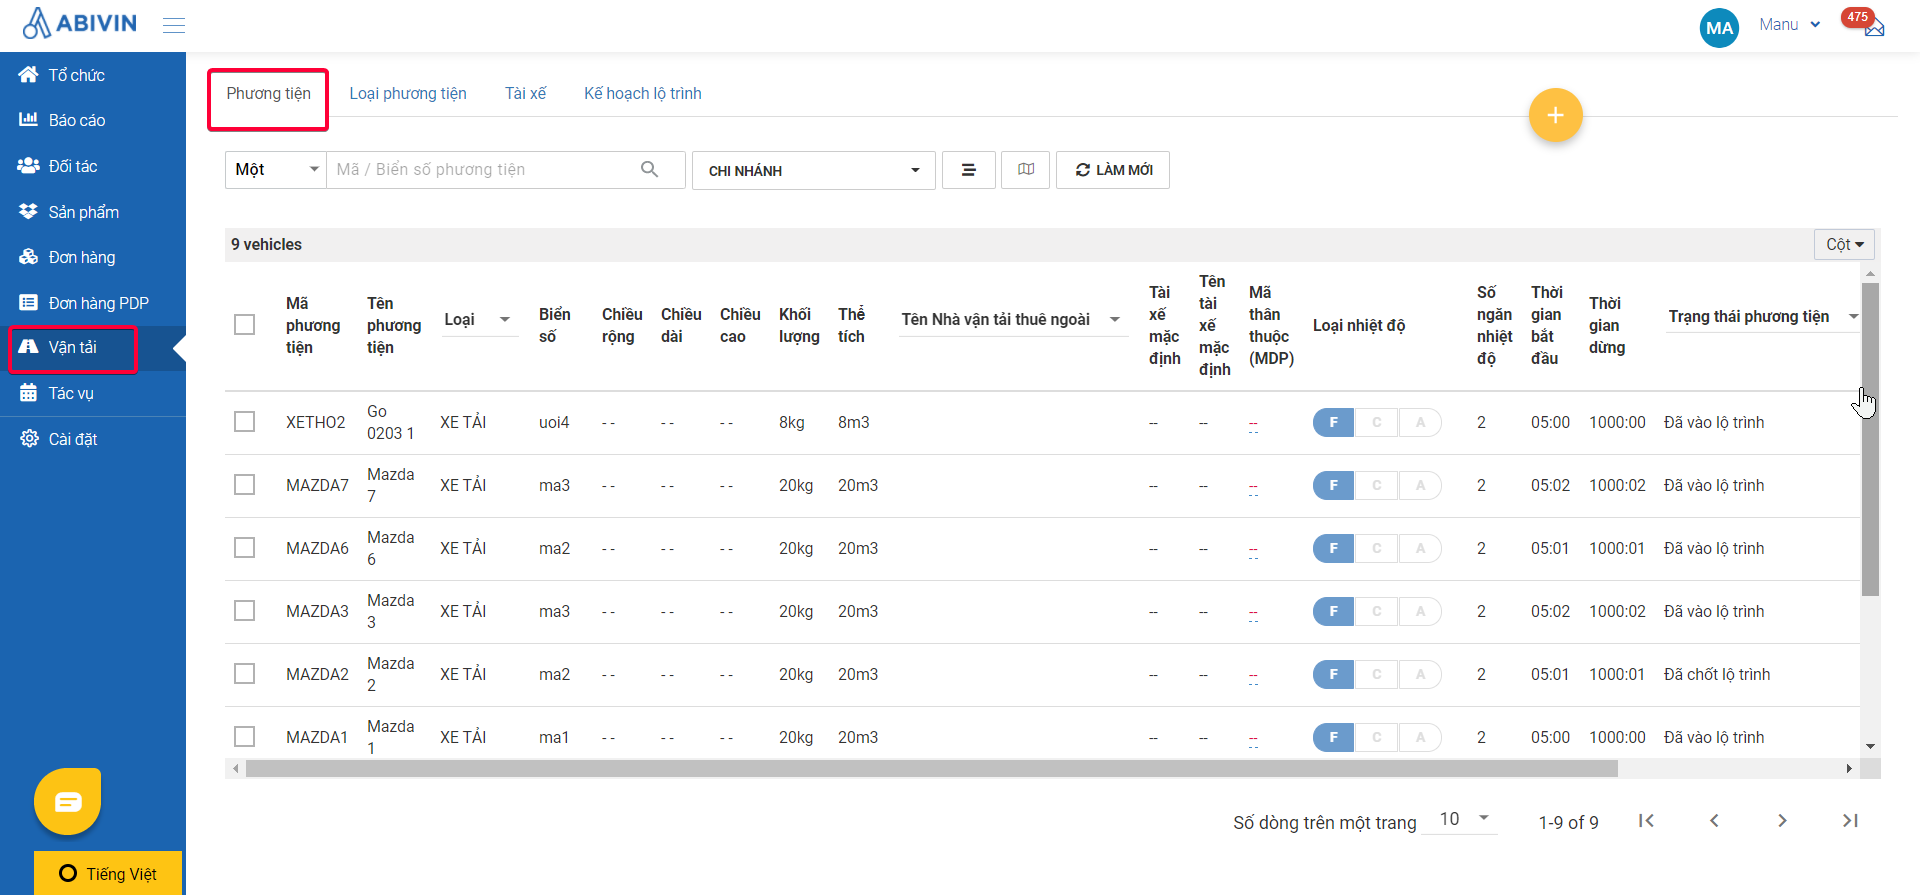 ABIVIN
MA
Manu
475
Tổ chức
Báo cáo
Đối tác
Sản phẩm
Đơn hàng
Đơn hàng PDP
Vận tải
Tác vụ
Cài đặt
Tiếng Việt
Phương tiện Loại phương tiện Tài xế Kế hoạch lộ trình
+
Một Mã / Biển số phương tiện CHI NHÁNH LÀM MỚI
9 vehicles Cột
Mã phương tiện Tên phương tiện Loại Biển số Chiều rộng Chiều dài Chiều cao Khối lượng Thể tích Tên Nhà vận tải thuê ngoài Tài xế mặc định Tên tài xế mặc định Mã thân thuộc (MDP) Loại nhiệt độ Số ngăn nhiệt độ Thời gian bắt đầu Thời gian dừng Trạng thái phương tiện
XETHO2 Go 0203 1 XE TẢI uoi4 - - - - - - 8kg 8m3 -- -- -- F C A 2 05:00 1000:00 Đã vào lộ trình
MAZDA7 Mazda 7 XE TẢI ma3 - - - - - - 20kg 20m3 -- -- -- F C A 2 05:02 1000:02 Đã vào lộ trình
MAZDA6 Mazda 6 XE TẢI ma2 - - - - - - 20kg 20m3 -- -- -- F C A 2 05:01 1000:01 Đã vào lộ trình
MAZDA3 Mazda 3 XE TẢI ma3 - - - - - - 20kg 20m3 -- -- -- F C A 2 05:02 1000:02 Đã vào lộ trình
MAZDA2 Mazda 2 XE TẢI ma2 - - - - - - 20kg 20m3 -- -- -- F C A 2 05:01 1000:01 Đã chốt lộ trình
MAZDA1 Mazda 1 XE TẢI ma1 - - - - - - 20kg 20m3 -- -- -- F C A 2 05:00 1000:00 Đã vào lộ trình
Số dòng trên một trang 10 1-9 of 9